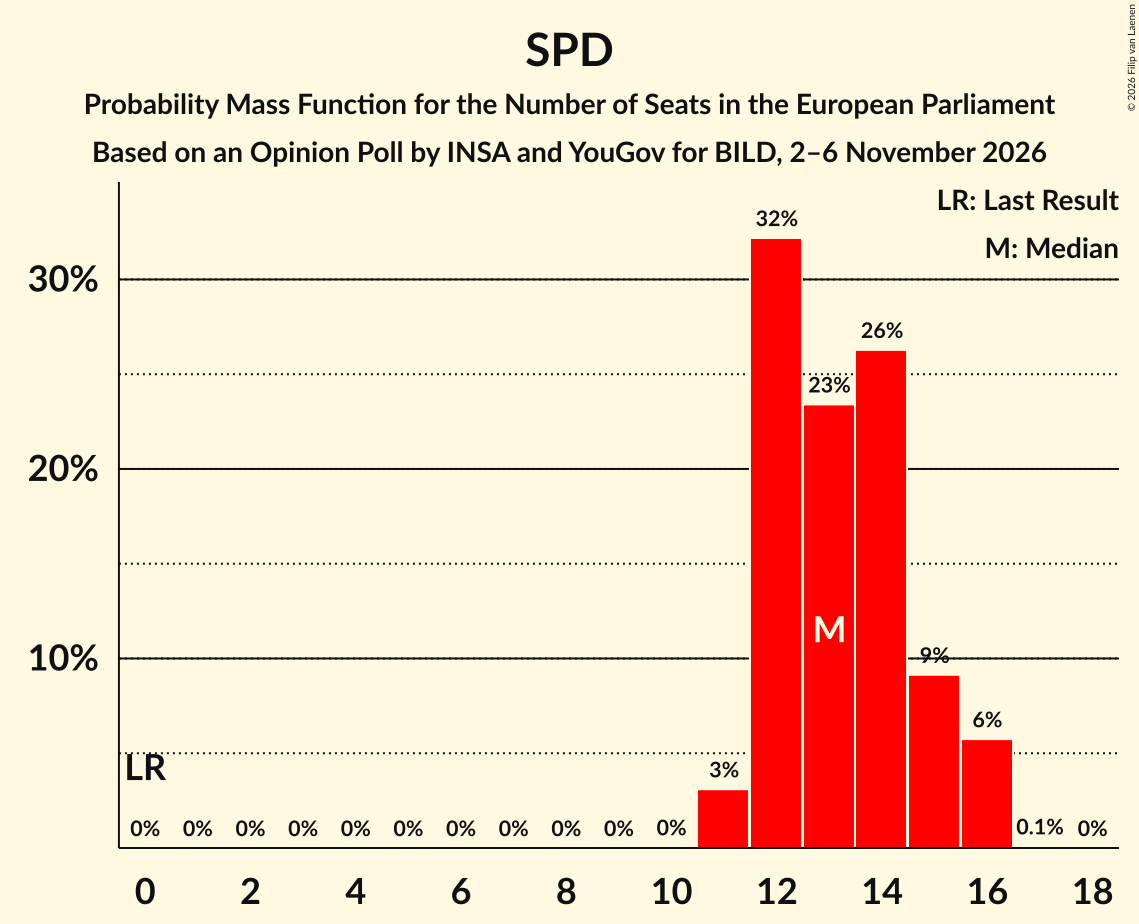 SPD
Probability Mass Function for the Number of Seats in the European Parliament
Based on an Opinion Poll by INSA and YouGov for BILD, 2–6 November 2026
© 2026 Filip van Laenen
LR: Last Result
M: Median
30%
20%
10%
32%
26%
23%
M
9%
6%
LR
3%
0% 0% 0% 0% 0% 0% 0% 0% 0% 0% 0% 0.1% 0%
0 2 4 6 8 10 12 14 16 18